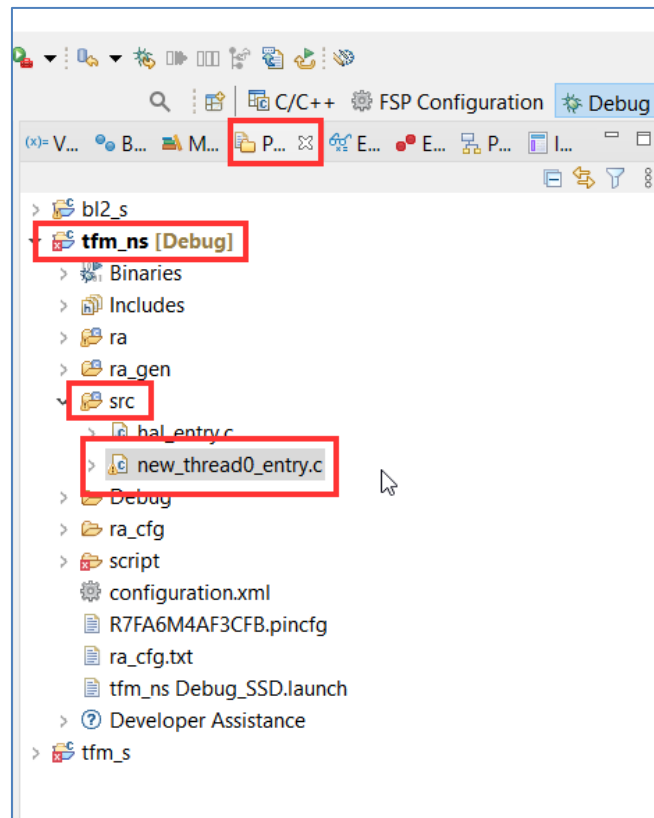 C/C++ FSP Configuration Debug
(x)= V... B... M... P... E... E... P... I...
bl2_s
tfm_ns [Debug]
Binaries
Includes
ra
ra_gen
src
hal_entry.c
new_thread0_entry.c
Debug
ra_cfg
script
configuration.xml
R7FA6M4AF3CFB.pincfg
ra_cfg.txt
tfm_ns Debug_SSD.launch
Developer Assistance
tfm_s